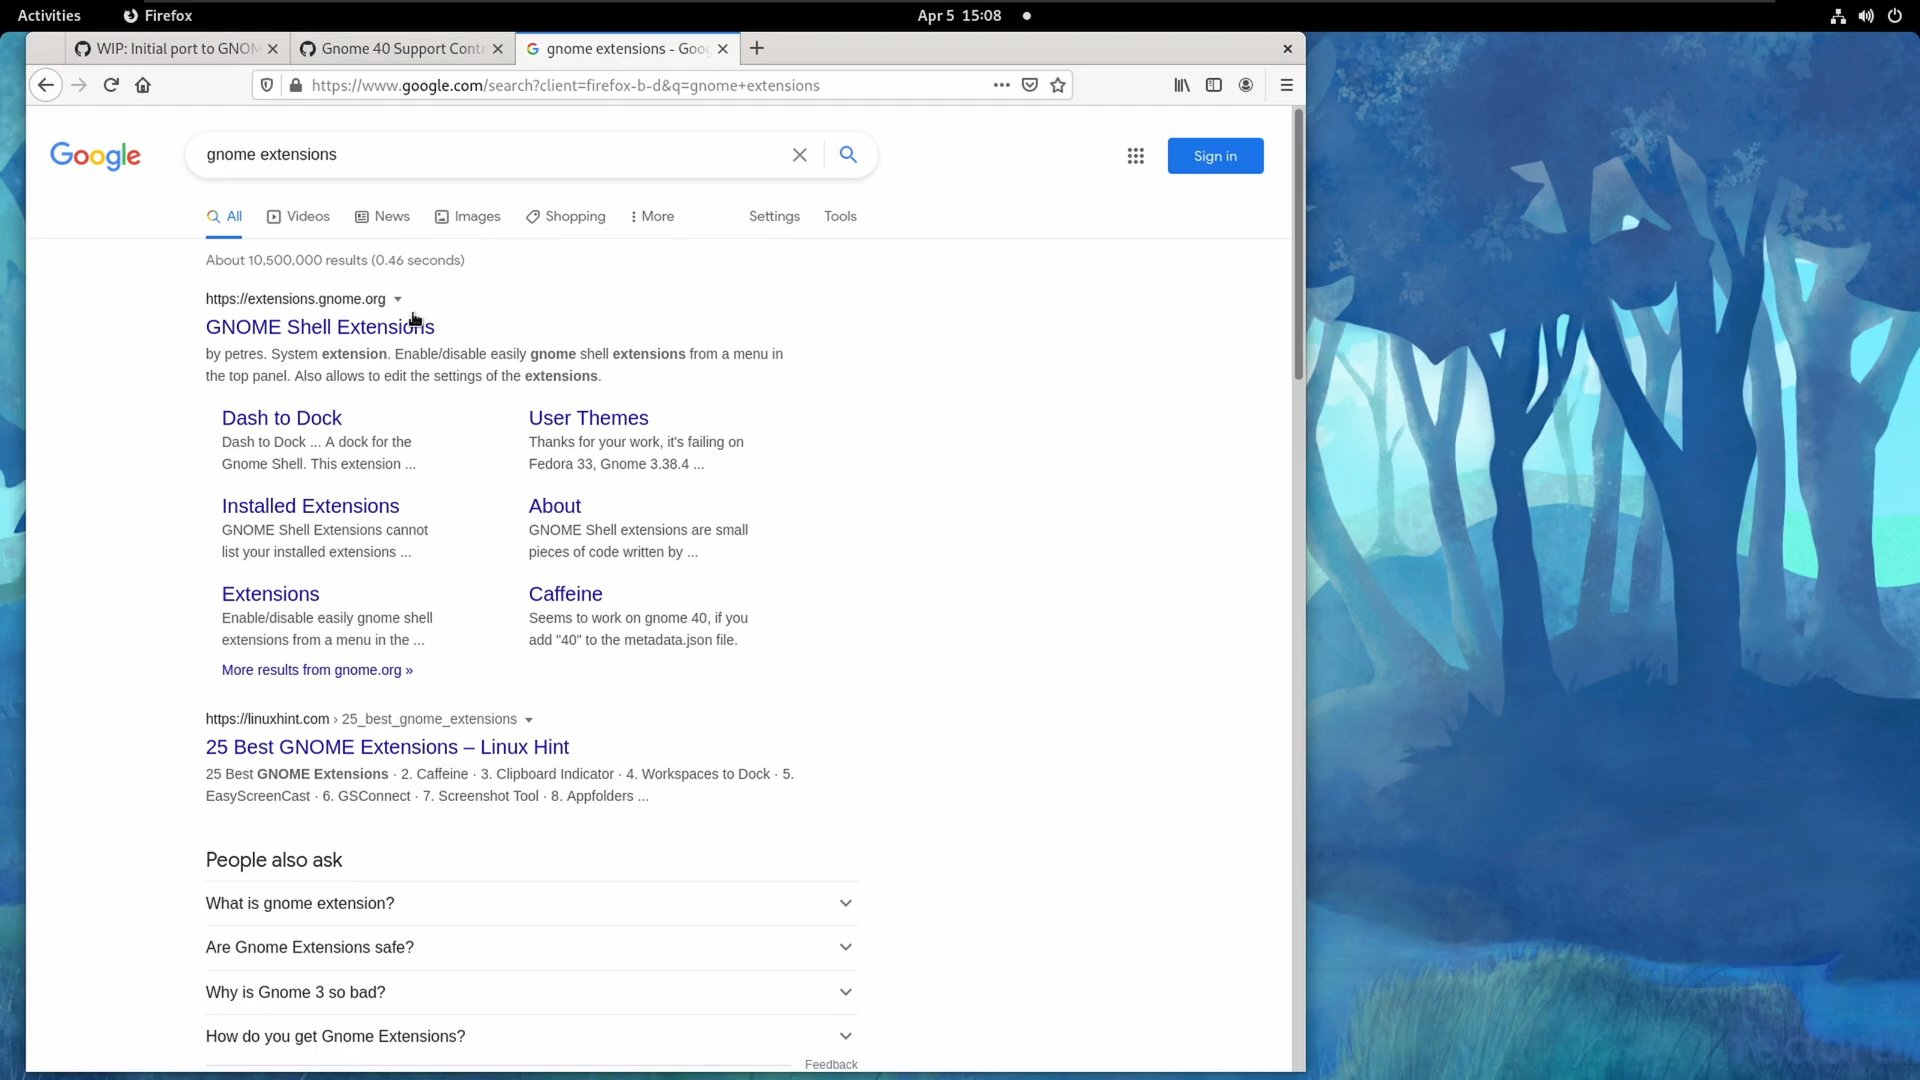 Activities
Firefox
Apr 5 15:08
WIP: Initial port to GNOM
Gnome 40 Support Cont
gnome extensions - Goog
https://www.google.com/search?client=firefox-b-d&q=gnome+extensions
Google
gnome extensions
Sign in
All
Videos
News
Images
Shopping
More
Settings
Tools
About 10,500,000 results (0.46 seconds)
https://extensions.gnome.org
GNOME Shell Extensions
by petres. System extension. Enable/disable easily gnome shell extensions from a menu in
the top panel. Also allows to edit the settings of the extensions.
Dash to Dock
Dash to Dock ... A dock for the
Gnome Shell. This extension ...
User Themes
Thanks for your work, it's failing on
Fedora 33, Gnome 3.38.4 ...
Installed Extensions
GNOME Shell Extensions cannot
list your installed extensions ...
About
GNOME Shell extensions are small
pieces of code written by ...
Extensions
Enable/disable easily gnome shell
extensions from a menu in the ...
Caffeine
Seems to work on gnome 40, if you
add "40" to the metadata.json file.
More results from gnome.org »
https://linuxhint.com › 25_best_gnome_extensions
25 Best GNOME Extensions – Linux Hint
25 Best GNOME Extensions · 2. Caffeine · 3. Clipboard Indicator · 4. Workspaces to Dock · 5.
EasyScreenCast · 6. GSConnect · 7. Screenshot Tool · 8. Appfolders ...
People also ask
What is gnome extension?
Are Gnome Extensions safe?
Why is Gnome 3 so bad?
How do you get Gnome Extensions?
Feedback